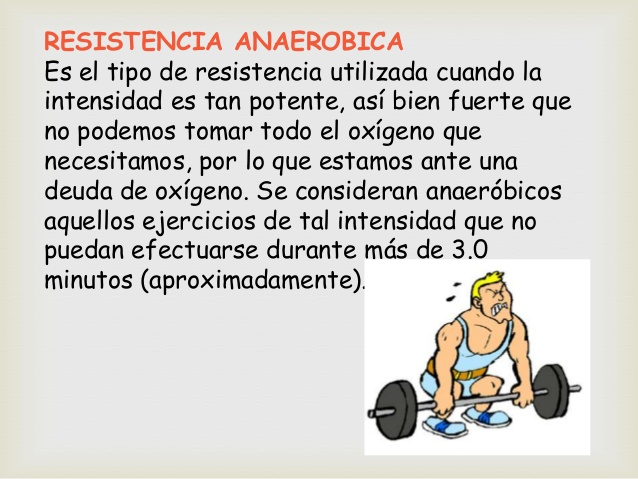 RESISTENCIA ANAEROBICA
Es el tipo de resistencia utilizada cuando la
intensidad es tan potente, así bien fuerte que
no podemos tomar todo el oxígeno que
necesitamos, por lo que estamos ante una
deuda de oxígeno. Se consideran anaeróbicos
aquellos ejercicios de tal intensidad que no
puedan efectuarse durante más de 3.0
minutos (aproximadamente).